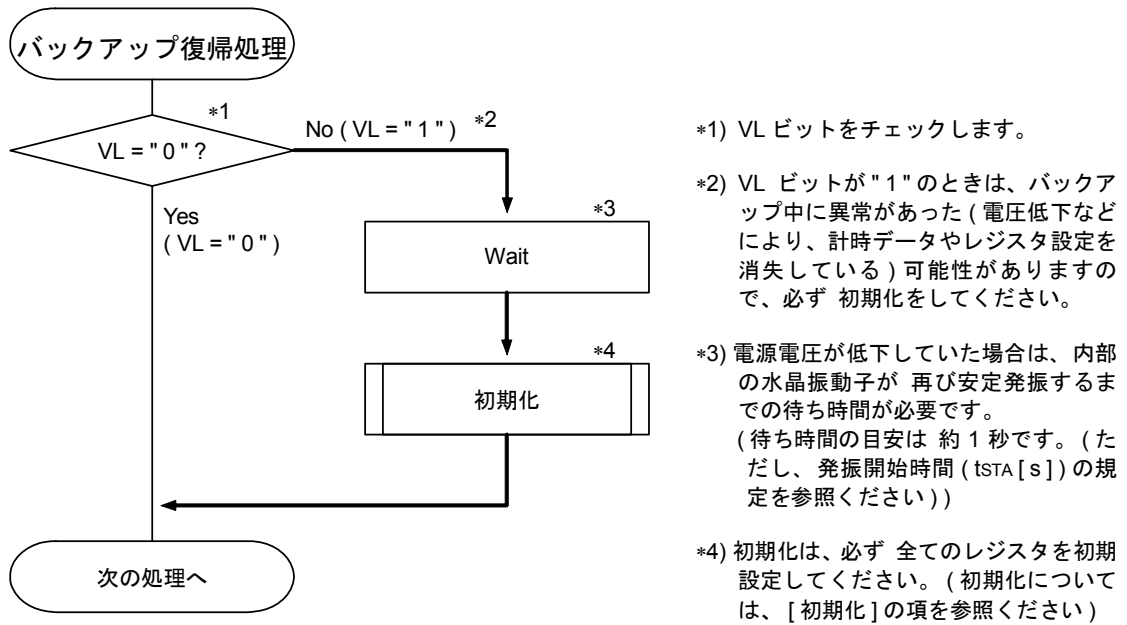 バックアップ復帰処理
*1
VL = " 0 " ?
No ( VL = " 1 " )
*2
Yes
( VL = " 0 " )
*3
Wait
*4
初期化
次の処理へ
*1) VL ビットをチェックします。
*2) VL ビットが " 1 " のときは、バックア
ップ中に異常があった ( 電圧低下など
により、計時データやレジスタ設定を
消失している ) 可能性がありますの
で、必ず 初期化をしてください。
*3) 電源電圧が低下していた場合は、内部
の水晶振動子が 再び安定発振するま
での待ち時間が必要です。
( 待ち時間の目安は 約 1 秒です。( た
だし、 発振開始時間 ( tSTA [ s ] ) の規
定を参照ください ) )
*4) 初期化は、必ず 全てのレジスタを初期
設定してください。 ( 初期化について
は、 [ 初期化 ] の項を参照ください )